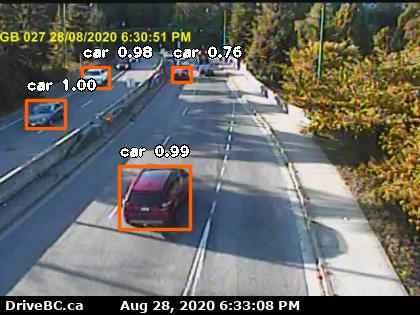 GB 027 28/08/2020 6:30:51 PM
car 0.98
car 0.76
car 1.00
car 0.99
DriveBC.ca Aug 28, 2020 6:33:08 PM